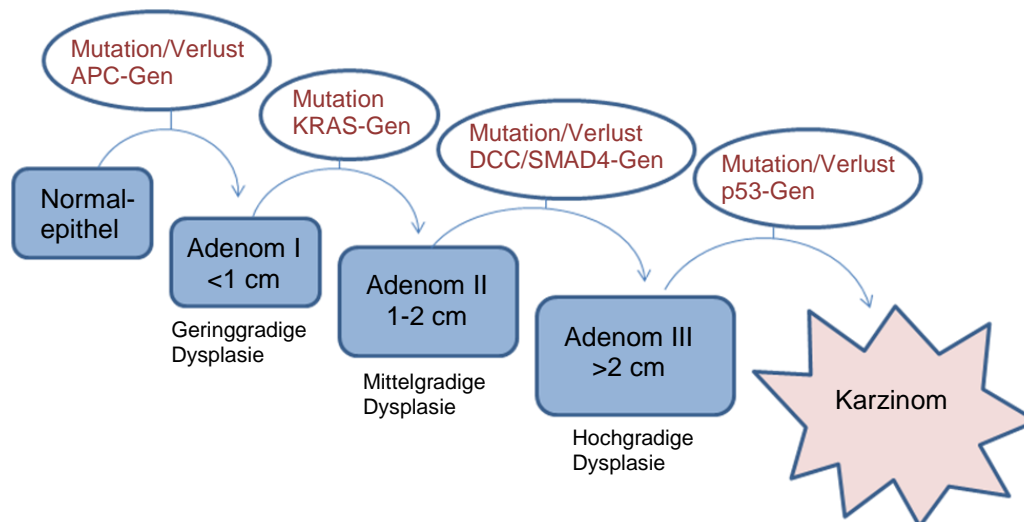 Mutation/Verlust
APC-Gen
Mutation
KRAS-Gen
Mutation/Verlust
DCC/SMAD4-Gen
Mutation/Verlust
p53-Gen
Normal-
epithel
Adenom I
<1 cm
Geringgradige
Dysplasie
Adenom II
1-2 cm
Mittelgradige
Dysplasie
Adenom III
>2 cm
Hochgradige
Dysplasie
Karzinom